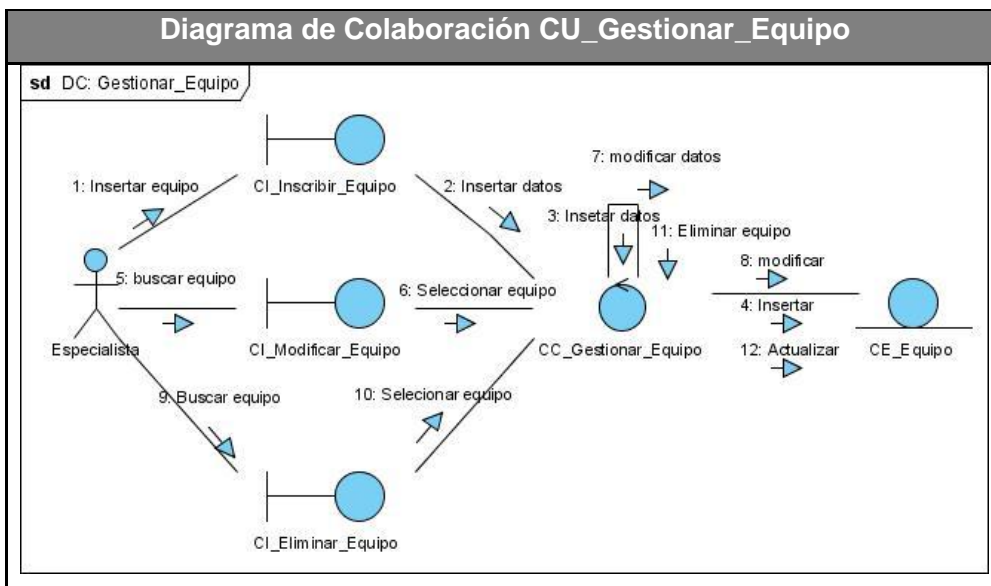 Diagrama de Colaboración CU_Gestionar_Equipo
sd DC: Gestionar_Equipo
7: modificar datos
1: Insertar equipo
CI_Inscribir_Equipo
2: Insertar datos
3: Insetar datos
11: Eliminar equipo
5: buscar equipo
6: Seleccionar equipo
8: modificar
4: Insertar
Especialista
CI_Modificar_Equipo
CC_Gestionar_Equipo
12: Actualizar
CE_Equipo
9: Buscar equipo
10: Selecionar equipo
CI_Eliminar_Equipo